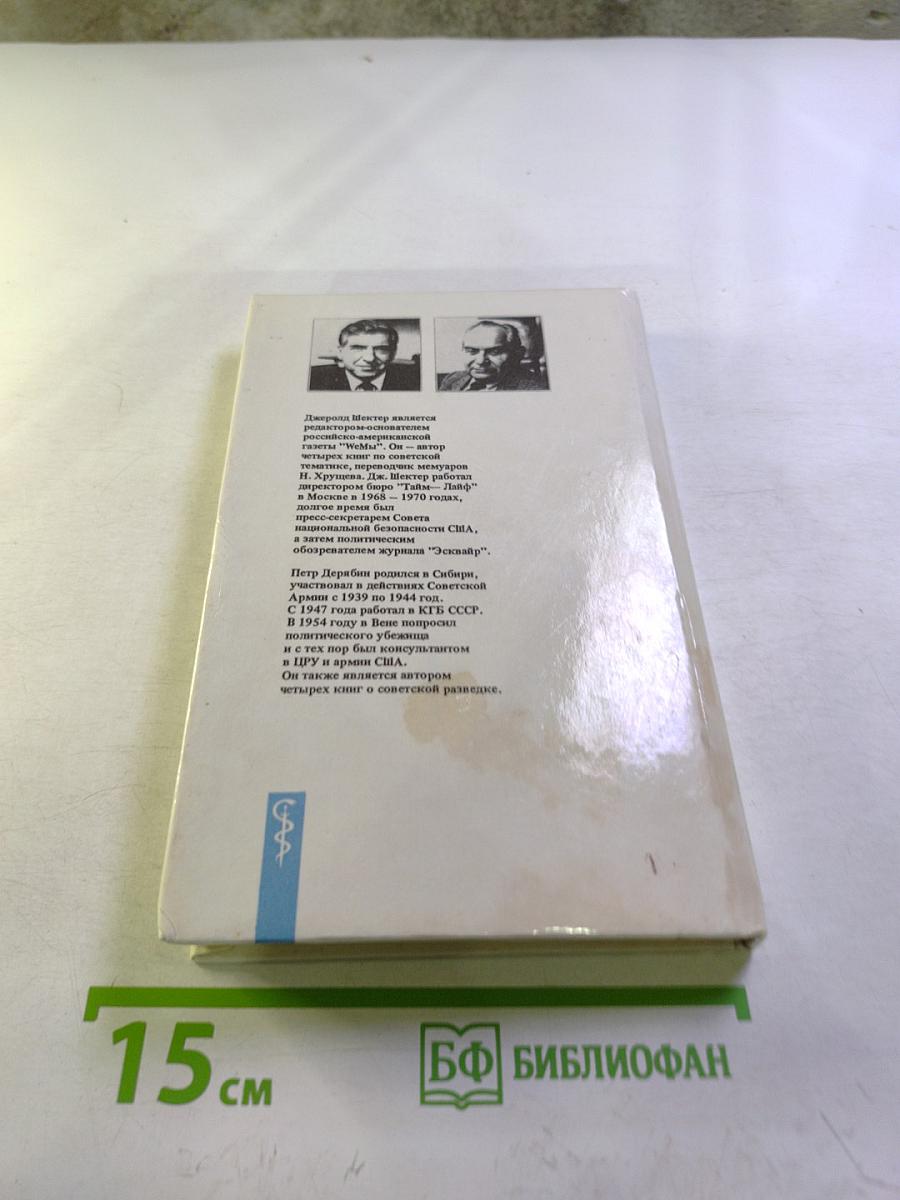 Джеролд Шектер является
редактором-основателем
российско-американской
газеты "WeМы". Он — автор
четырех книг по советской
тематике, переводчик мемуаров
Н. Хрущева. Дж. Шектер работал
директором бюро "Тайм— Лайф"
в Москве в 1968 — 1970 годах,
долгое время был
пресс-секретарем Совета
национальной безопасности США,
а затем политическим
обозревателем журнала "Эсквайр".
Петр Дерябин родился в Сибири,
участвовал в действиях Советской
Армии с 1939 по 1944 год.
С 1947 года работал в КГБ СССР.
В 1954 году в Вене попросил
политического убежища
и с тех пор был консультантом
в ЦРУ и армии США.
Он также является автором
четырех книг о советской разведке.
15 см
БФ БИБЛИОФАН